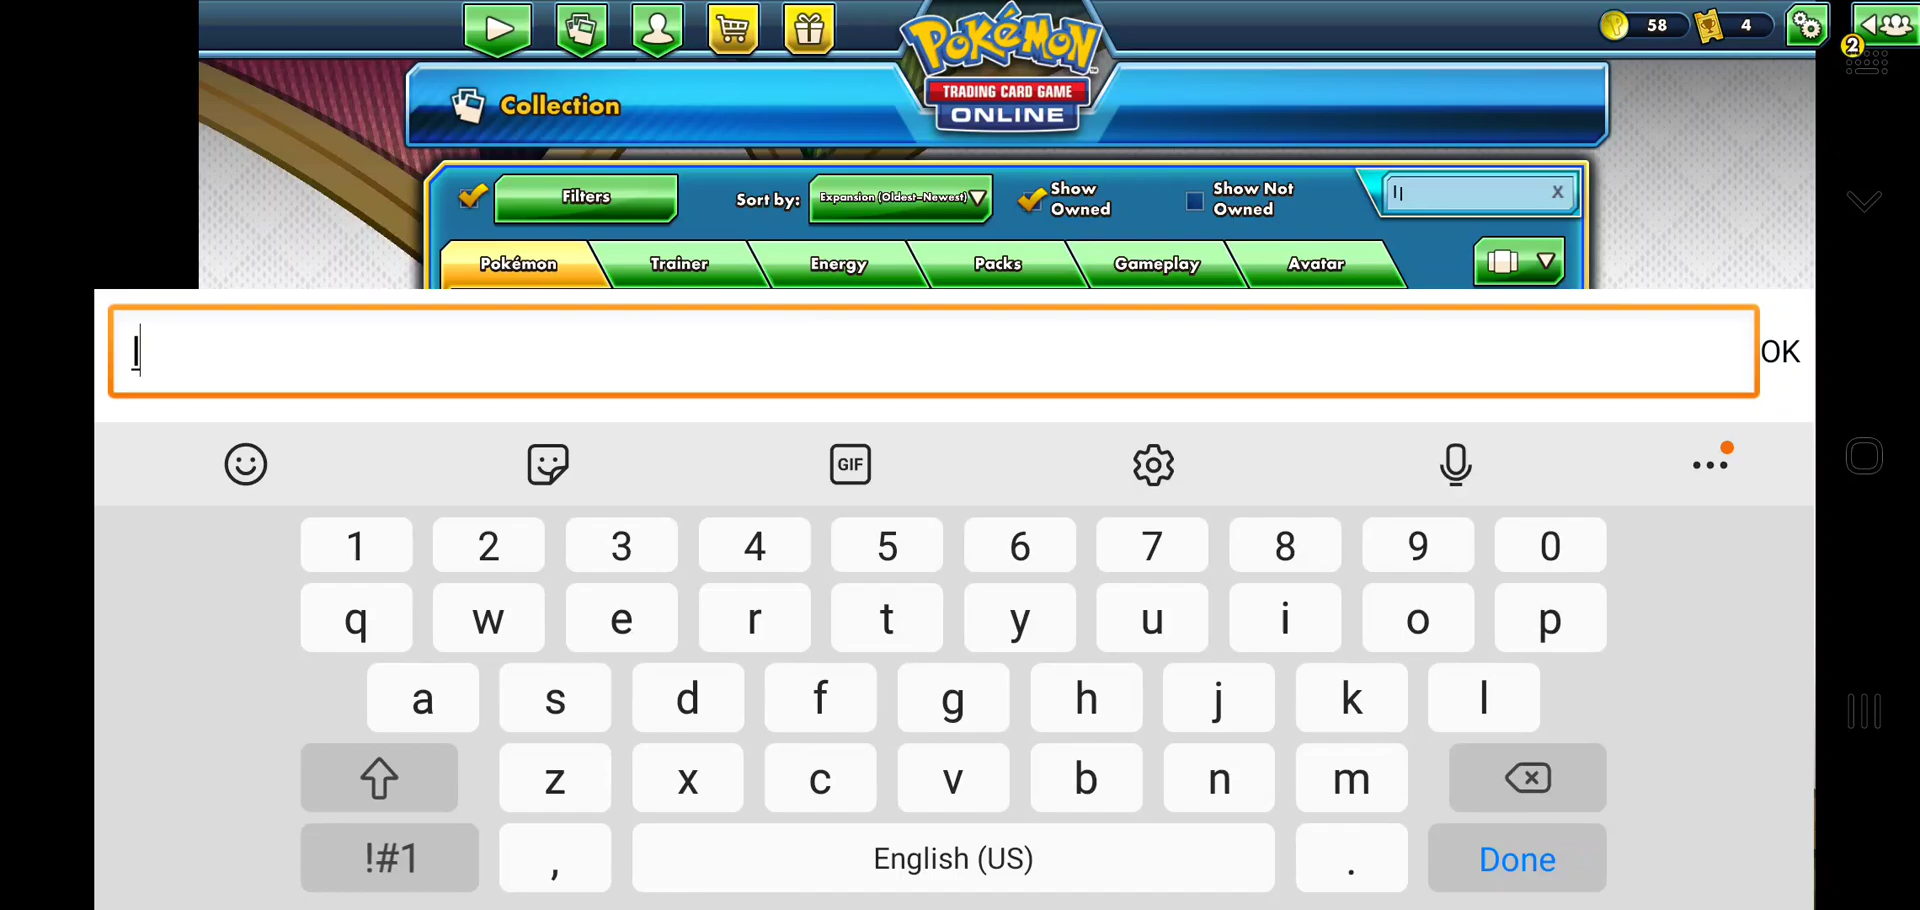 58
4
POKéMON
TRADING CARD GAME
ONLINE
2
Collection
Filters
Sort by:
Expansion (Oldest-Newest)
Show
Owned
Show Not
Owned
x
Pokémon
Trainer
Energy
Packs
Gameplay
Avatar
OK
GIF
1 2 3 4 5 6 7 8 9 0
q w e r t y u i o p
a s d f g h j k l
z x c v b n m
!#1 , English (US) . Done